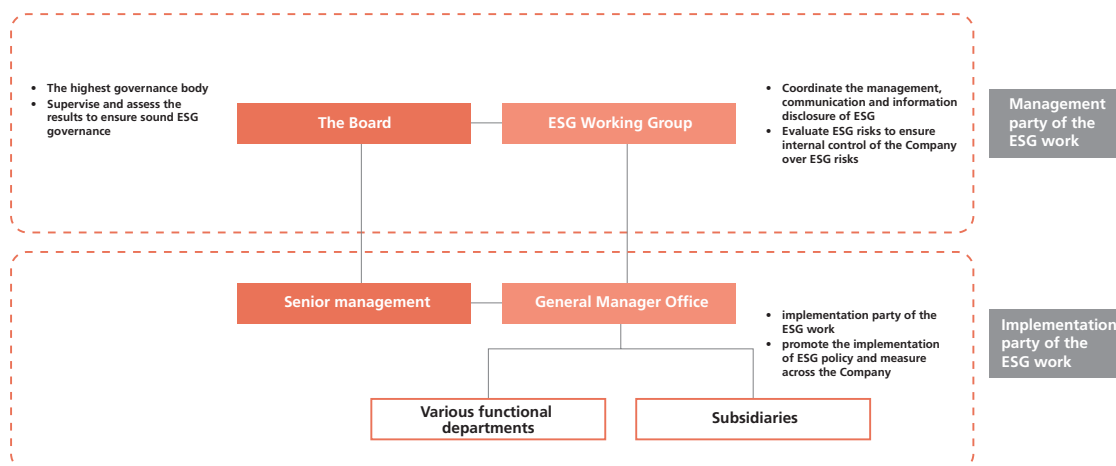 • The highest governance body
• Supervise and assess the
results to ensure sound ESG
governance
The Board
ESG Working Group
• Coordinate the management,
communication and information
disclosure of ESG
• Evaluate ESG risks to ensure
internal control of the Company
over ESG risks
Management
party of the
ESG work
Senior management
General Manager Office
• implementation party of the
ESG work
• promote the implementation
of ESG policy and measure
across the Company
Implementation
party of the
ESG work
Various functional
departments
Subsidiaries